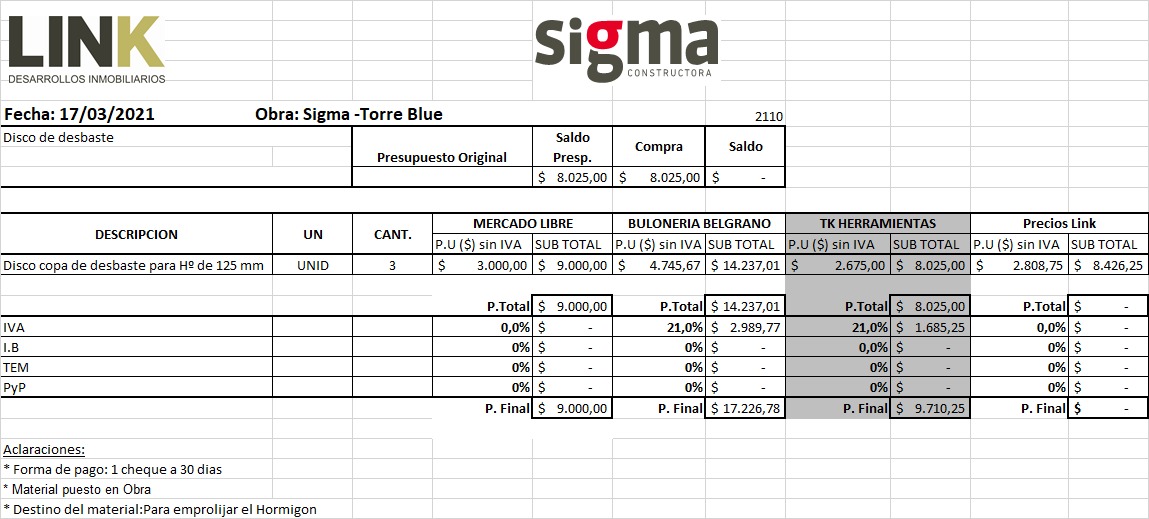 LINK
DESARROLLOS INMOBILIARIOS
sigma
CONSTRUCTORA
Fecha: 17/03/2021 Obra: Sigma -Torre Blue 2110
Disco de desbaste
Presupuesto Original Saldo Presp. Compra Saldo
$ 8.025,00 $ 8.025,00 $ -
DESCRIPCION UN CANT. MERCADO LIBRE BULONERIA BELGRANO TK HERRAMIENTAS Precios Link
P.U ($) sin IVA SUB TOTAL P.U ($) sin IVA SUB TOTAL P.U ($) sin IVA SUB TOTAL P.U ($) sin IVA SUB TOTAL
Disco copa de desbaste para Hº de 125 mm UNID 3 $ 3.000,00 $ 9.000,00 $ 4.745,67 $ 14.237,01 $ 2.675,00 $ 8.025,00 $ 2.808,75 $ 8.426,25
P.Total $ 9.000,00 P.Total $ 14.237,01 P.Total $ 8.025,00 P.Total $ -
IVA 0,0% $ - 21,0% $ 2.989,77 21,0% $ 1.685,25 0,0% $ -
I.B 0% $ - 0% $ - 0,0% $ - 0% $ -
TEM 0% $ - 0% $ - 0% $ - 0% $ -
PyP 0% $ - 0% $ - 0% $ - 0% $ -
P. Final $ 9.000,00 P. Final $ 17.226,78 P. Final $ 9.710,25 P. Final $ -
Aclaraciones:
* Forma de pago: 1 cheque a 30 dias
* Material puesto en Obra
* Destino del material:Para emprolijar el Hormigon